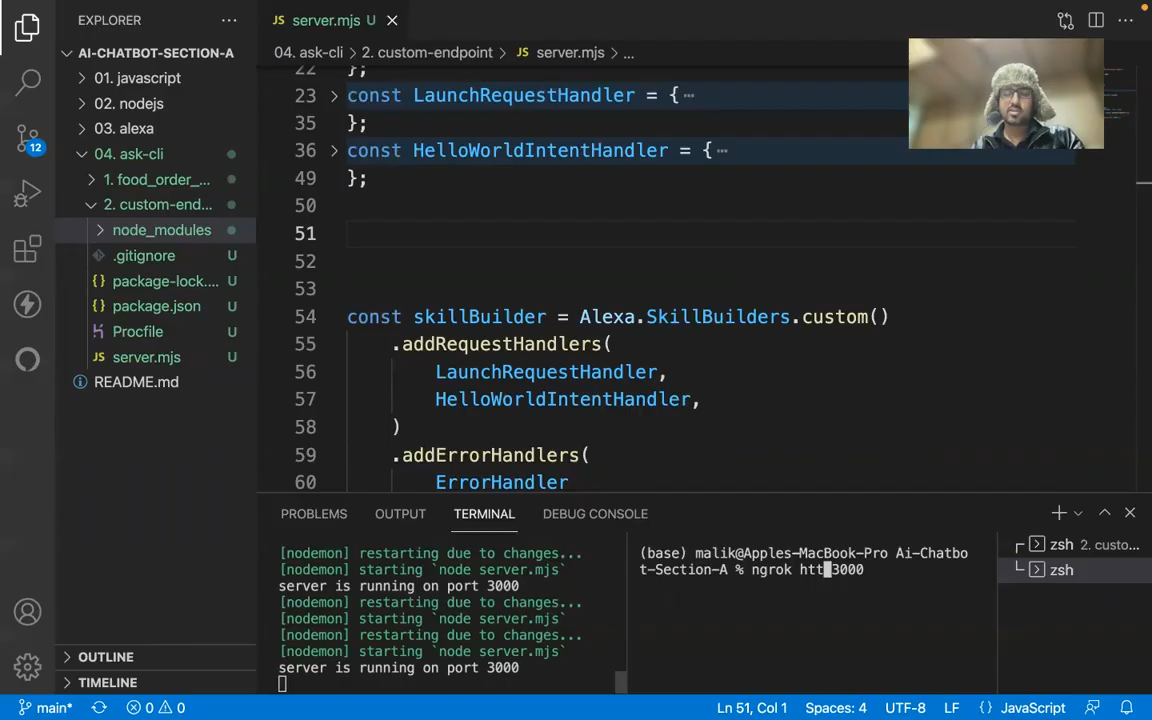 EXPLORER
server.mjs U
AI-CHATBOT-SECTION-A
01. javascript
02. nodejs
03. alexa
04. ask-cli
1. food_order_...
2. custom-end...
node_modules
.gitignore U
package-lock.... U
package.json U
Procfile U
JS server.mjs U
README.md
OUTLINE
TIMELINE
12
04. ask-cli > 2. custom-endpoint > JS server.mjs > ...
22 };
23 const LaunchRequestHandler = { ...
35 };
36 const HelloWorldIntentHandler = { ...
49 };
50
51
52
53
54 const skillBuilder = Alexa.SkillBuilders.custom()
55 .addRequestHandlers(
56 LaunchRequestHandler,
57 HelloWorldIntentHandler,
58 )
59 .addErrorHandlers(
60 ErrorHandler
PROBLEMS OUTPUT TERMINAL DEBUG CONSOLE
[nodemon] restarting due to changes...
[nodemon] starting `node server.mjs`
server is running on port 3000
[nodemon] restarting due to changes...
[nodemon] starting `node server.mjs`
[nodemon] restarting due to changes...
[nodemon] starting `node server.mjs`
server is running on port 3000
(base) malik@Apples-MacBook-Pro Ai-Chatbo
t-Section-A % ngrok htt 3000
zsh 2. custo...
zsh
main* 0 0 Ln 51, Col 1 Spaces: 4 UTF-8 LF {} JavaScript